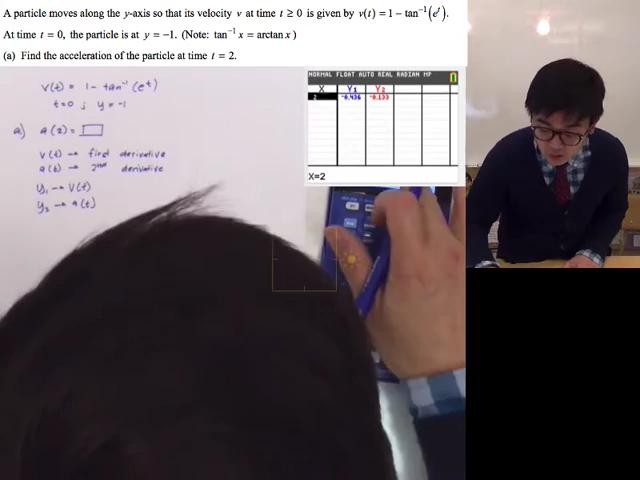 A particle moves along the y-axis so that its velocity v at time t ≥ 0 is given by v(t) = 1 − tan⁻¹(eᵗ).
At time t = 0, the particle is at y = −1. (Note: tan⁻¹ x = arctan x)
(a) Find the acceleration of the particle at time t = 2.
v(t) = 1 - tan⁻¹ (eᵗ)
t=0 ; y = -1
a) a(2) =
v(t) → first derivative
a(t) → 2nd derivative
y₁ → v(t)
y₂ → a(t)
NORMAL FLOAT AUTO REAL RADIAN MP
X Y₁ Y₂
2 -0.436 -0.133
X=2